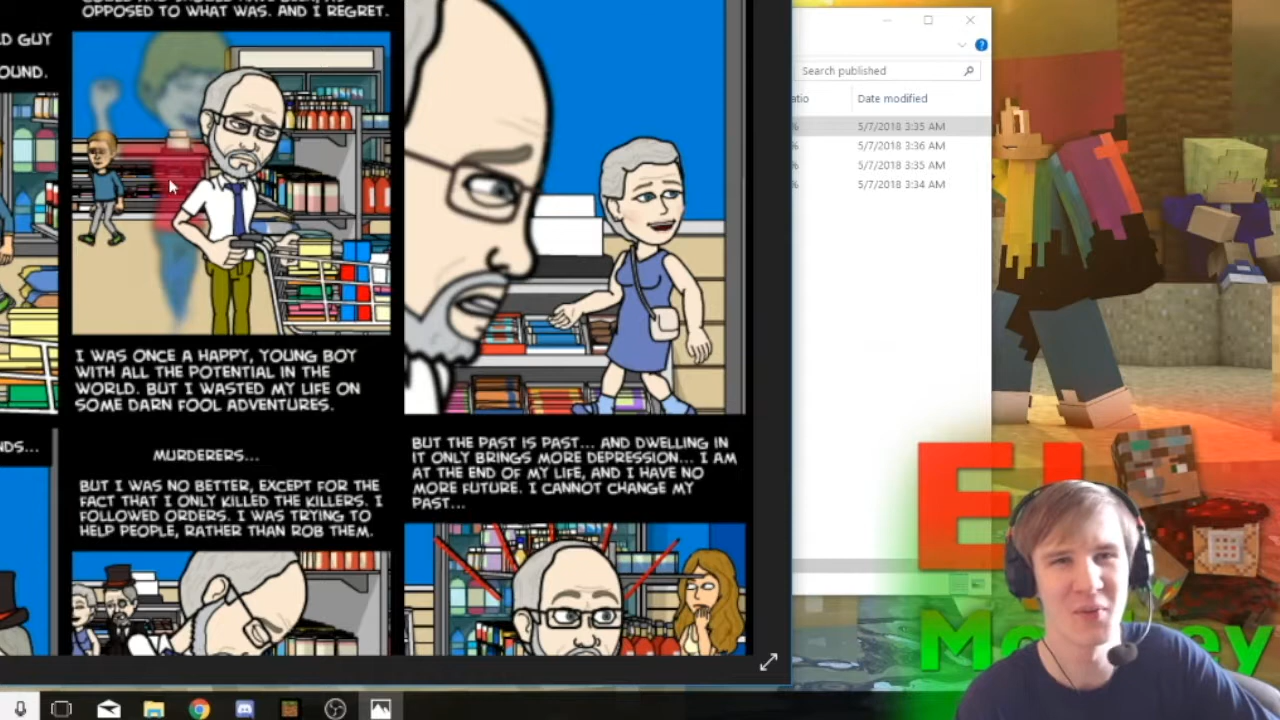 OPPOSED TO WHAT WAS. AND I REGRET.
D GUY
OUND.
I WAS ONCE A HAPPY, YOUNG BOY
WITH ALL THE POTENTIAL IN THE
WORLD. BUT I WASTED MY LIFE ON
SOME DARN FOOL ADVENTURES.
NDS...
MURDERERS...
BUT I WAS NO BETTER, EXCEPT FOR THE
FACT THAT I ONLY KILLED THE KILLERS. I
FOLLOWED ORDERS. I WAS TRYING TO
HELP PEOPLE, RATHER THAN ROB THEM.
BUT THE PAST IS PAST... AND DWELLING IN
IT ONLY BRINGS MORE DEPRESSION... I AM
AT THE END OF MY LIFE, AND I HAVE NO
MORE FUTURE. I CANNOT CHANGE MY
PAST...
Search published
atio
Date modified
% 5/7/2018 3:35 AM
% 5/7/2018 3:36 AM
% 5/7/2018 3:35 AM
% 5/7/2018 3:34 AM